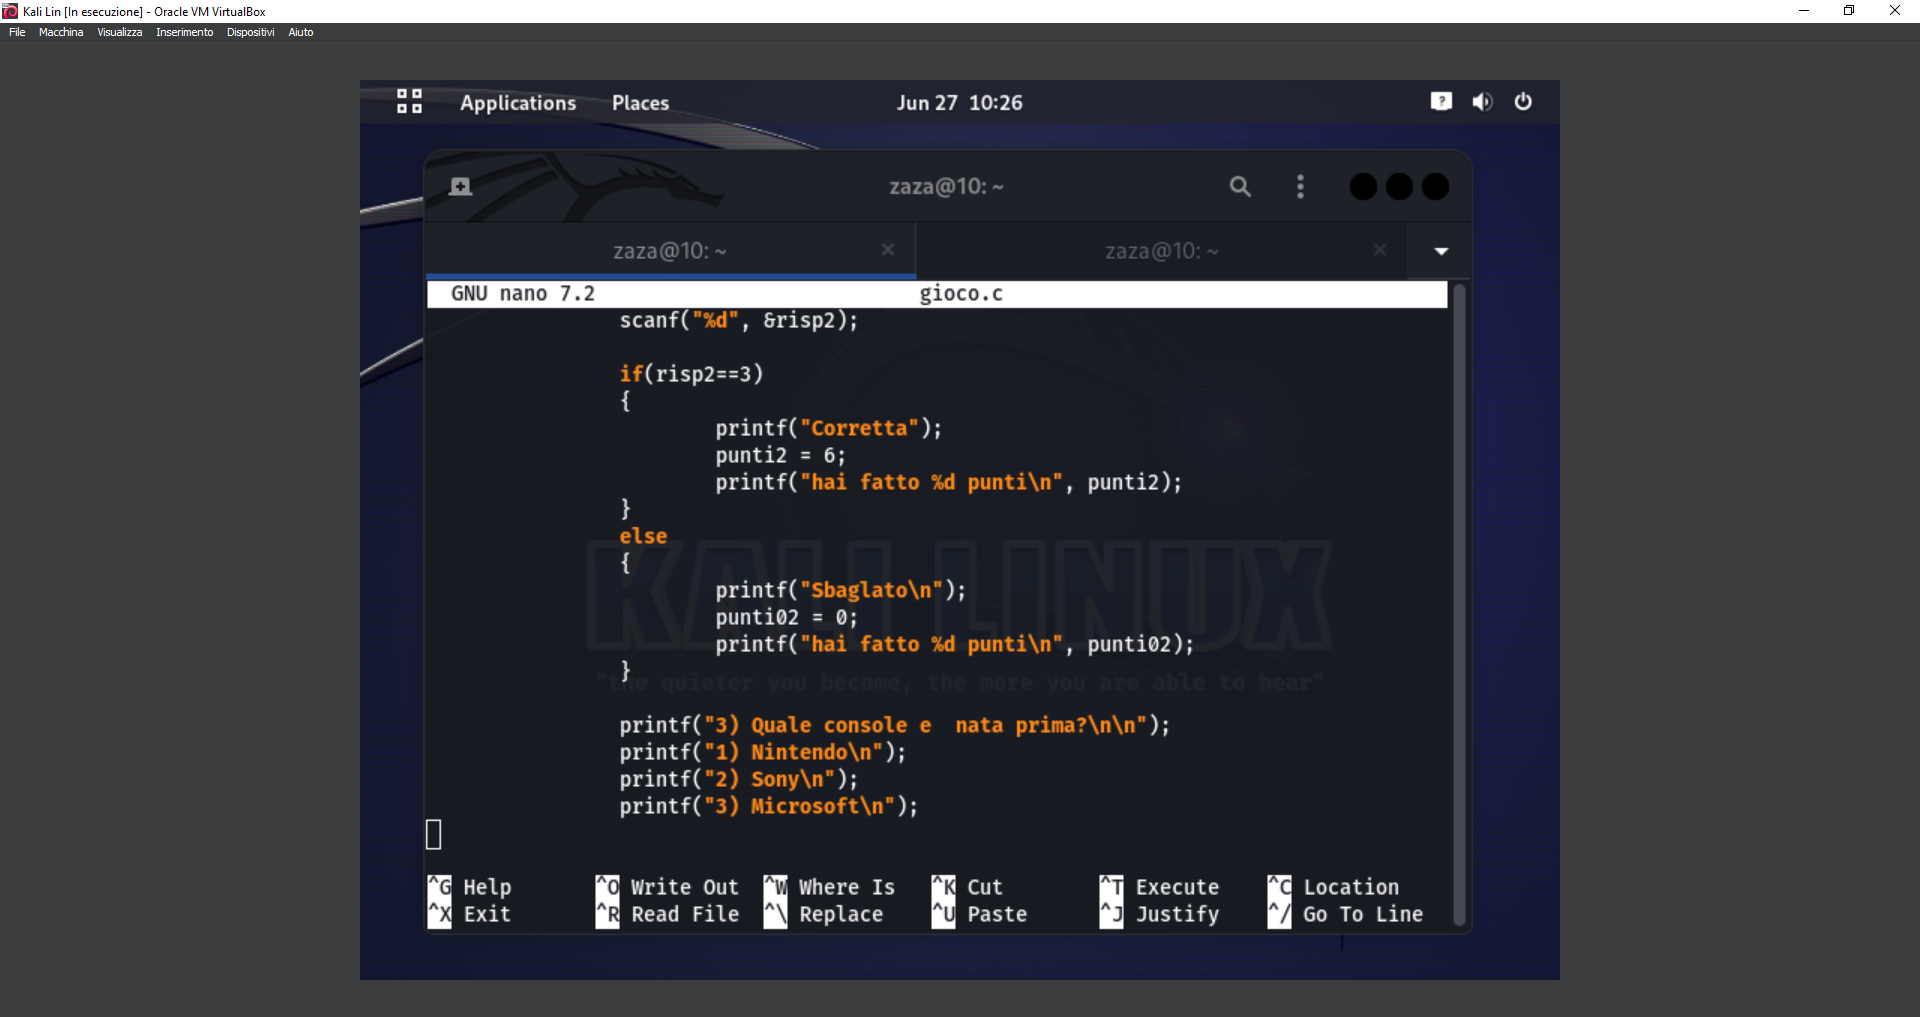 Kali Lin [In esecuzione] - Oracle VM VirtualBox
File Macchina Visualizza Inserimento Dispositivi Aiuto
Applications Places Jun 27 10:26
zaza@10: ~
zaza@10: ~ zaza@10: ~
GNU nano 7.2 gioco.c
scanf("%d", &risp2);
if(risp2==3)
{
printf("Corretta");
punti2 = 6;
printf("hai fatto %d punti\n", punti2);
}
else
{
printf("Sbaglato\n");
punti02 = 0;
printf("hai fatto %d punti\n", punti02);
}
KALI LINUX
"the quieter you become, the more you are able to hear"
printf("3) Quale console e  nata prima?\n\n");
printf("1) Nintendo\n");
printf("2) Sony\n");
printf("3) Microsoft\n");
^G Help ^O Write Out ^W Where Is ^K Cut ^T Execute ^C Location
^X Exit ^R Read File ^\ Replace ^U Paste ^J Justify ^/ Go To Line